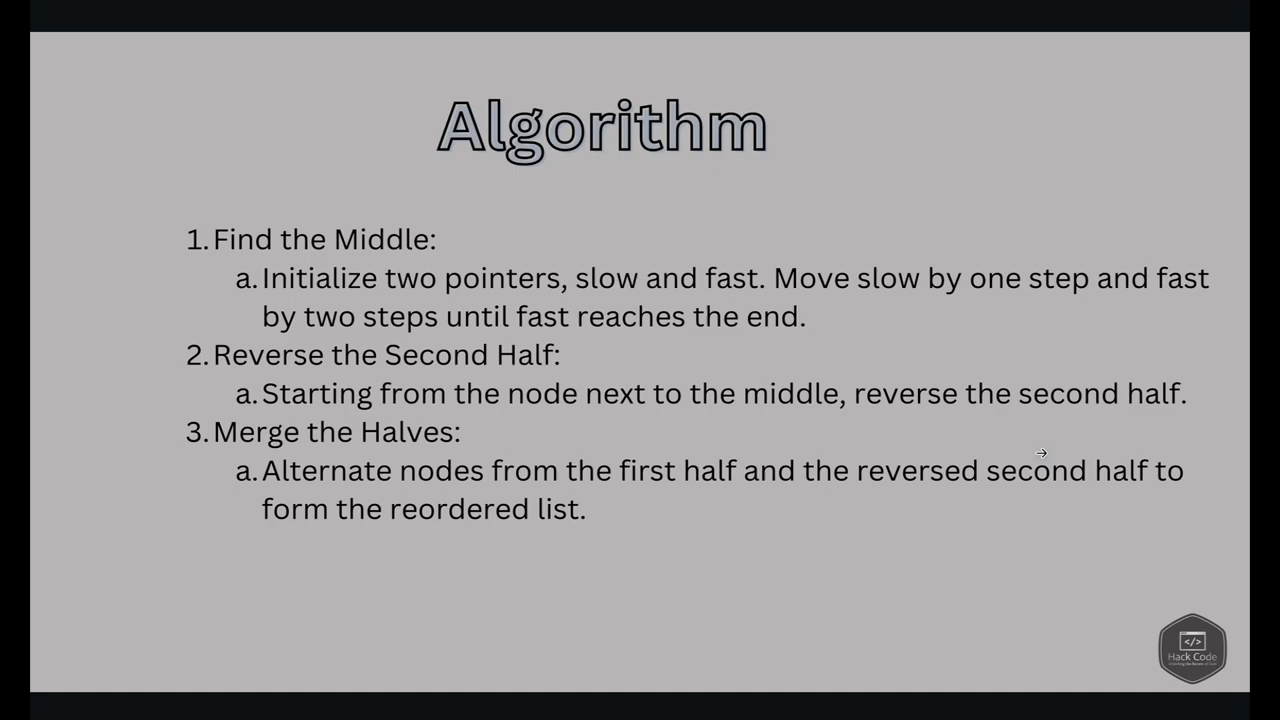 Algorithm
1. Find the Middle:
a. Initialize two pointers, slow and fast. Move slow by one step and fast
by two steps until fast reaches the end.
2. Reverse the Second Half:
a. Starting from the node next to the middle, reverse the second half.
3. Merge the Halves:
a. Alternate nodes from the first half and the reversed second half to
form the reordered list.
</>
Hack Code